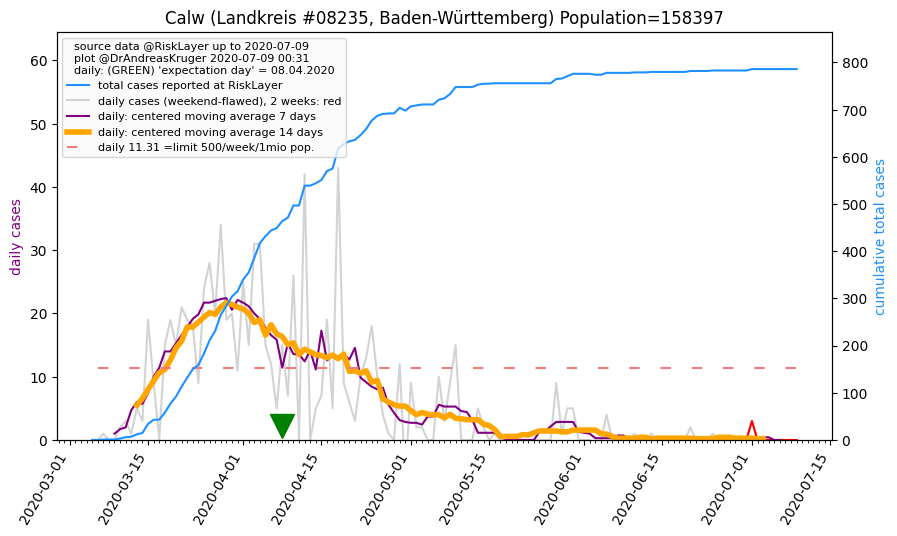 Calw (Landkreis #08235, Baden-Württemberg) Population=158397
source data @RiskLayer up to 2020-07-09
plot @DrAndreasKruger 2020-07-09 00:31
daily: (GREEN) 'expectation day' = 08.04.2020
total cases reported at RiskLayer
daily cases (weekend-flawed), 2 weeks: red
daily: centered moving average 7 days
daily: centered moving average 14 days
daily 11.31 =limit 500/week/1mio pop.
daily cases
60
50
40
30
20
10
0
cumulative total cases
800
700
600
500
400
300
200
100
0
2020-03-01
2020-03-15
2020-04-01
2020-04-15
2020-05-01
2020-05-15
2020-06-01
2020-06-15
2020-07-01
2020-07-15